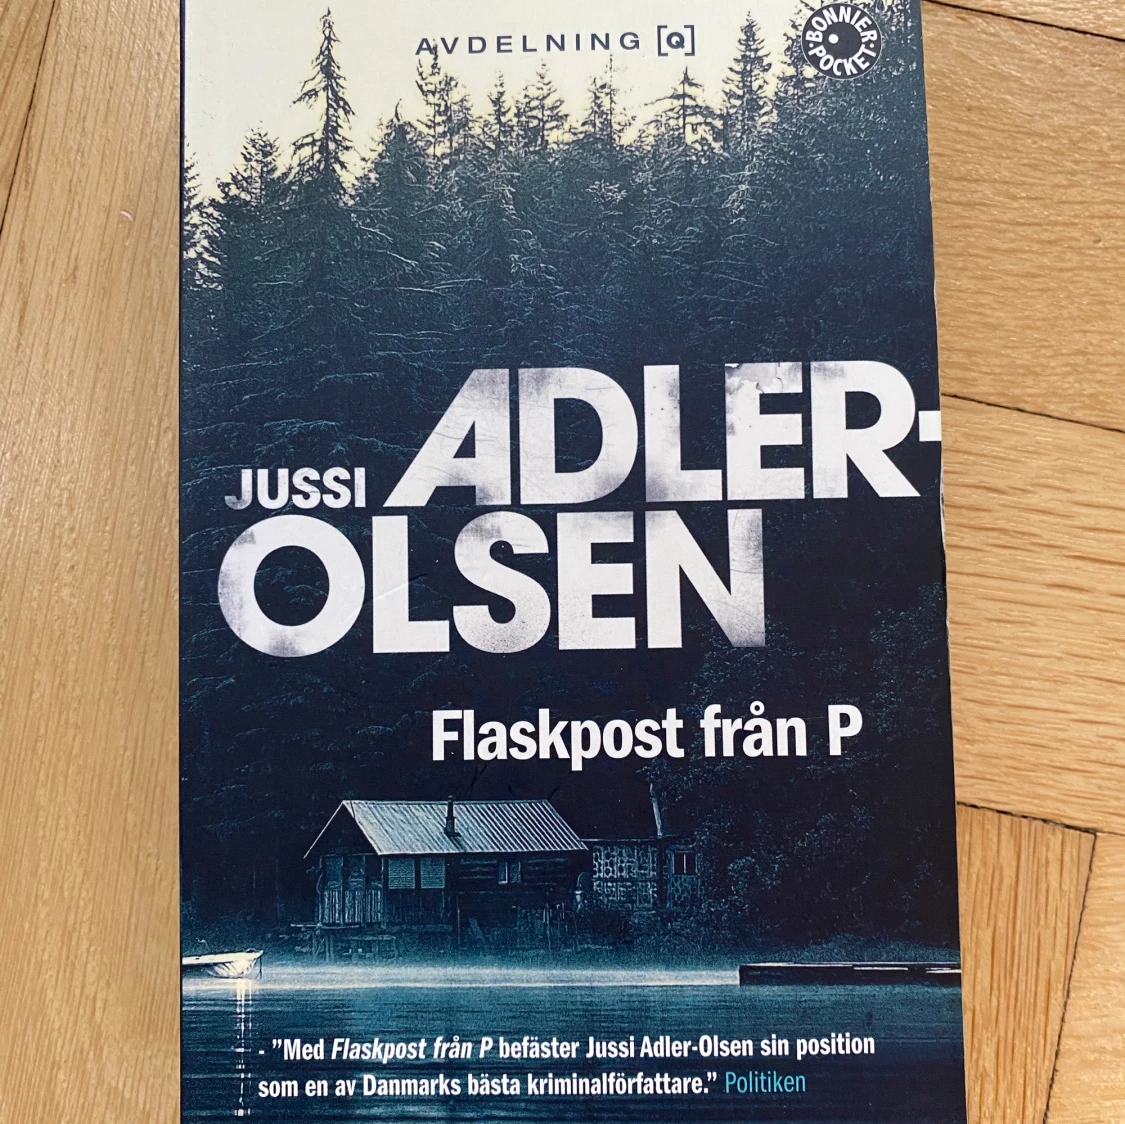 AVDELNING [Q]
BONNIER POCKET
JUSSI ADLER-
OLSEN
Flaskpost från P
- ”Med Flaskpost från P befäster Jussi Adler-Olsen sin position
som en av Danmarks bästa kriminalförfattare.” Politiken